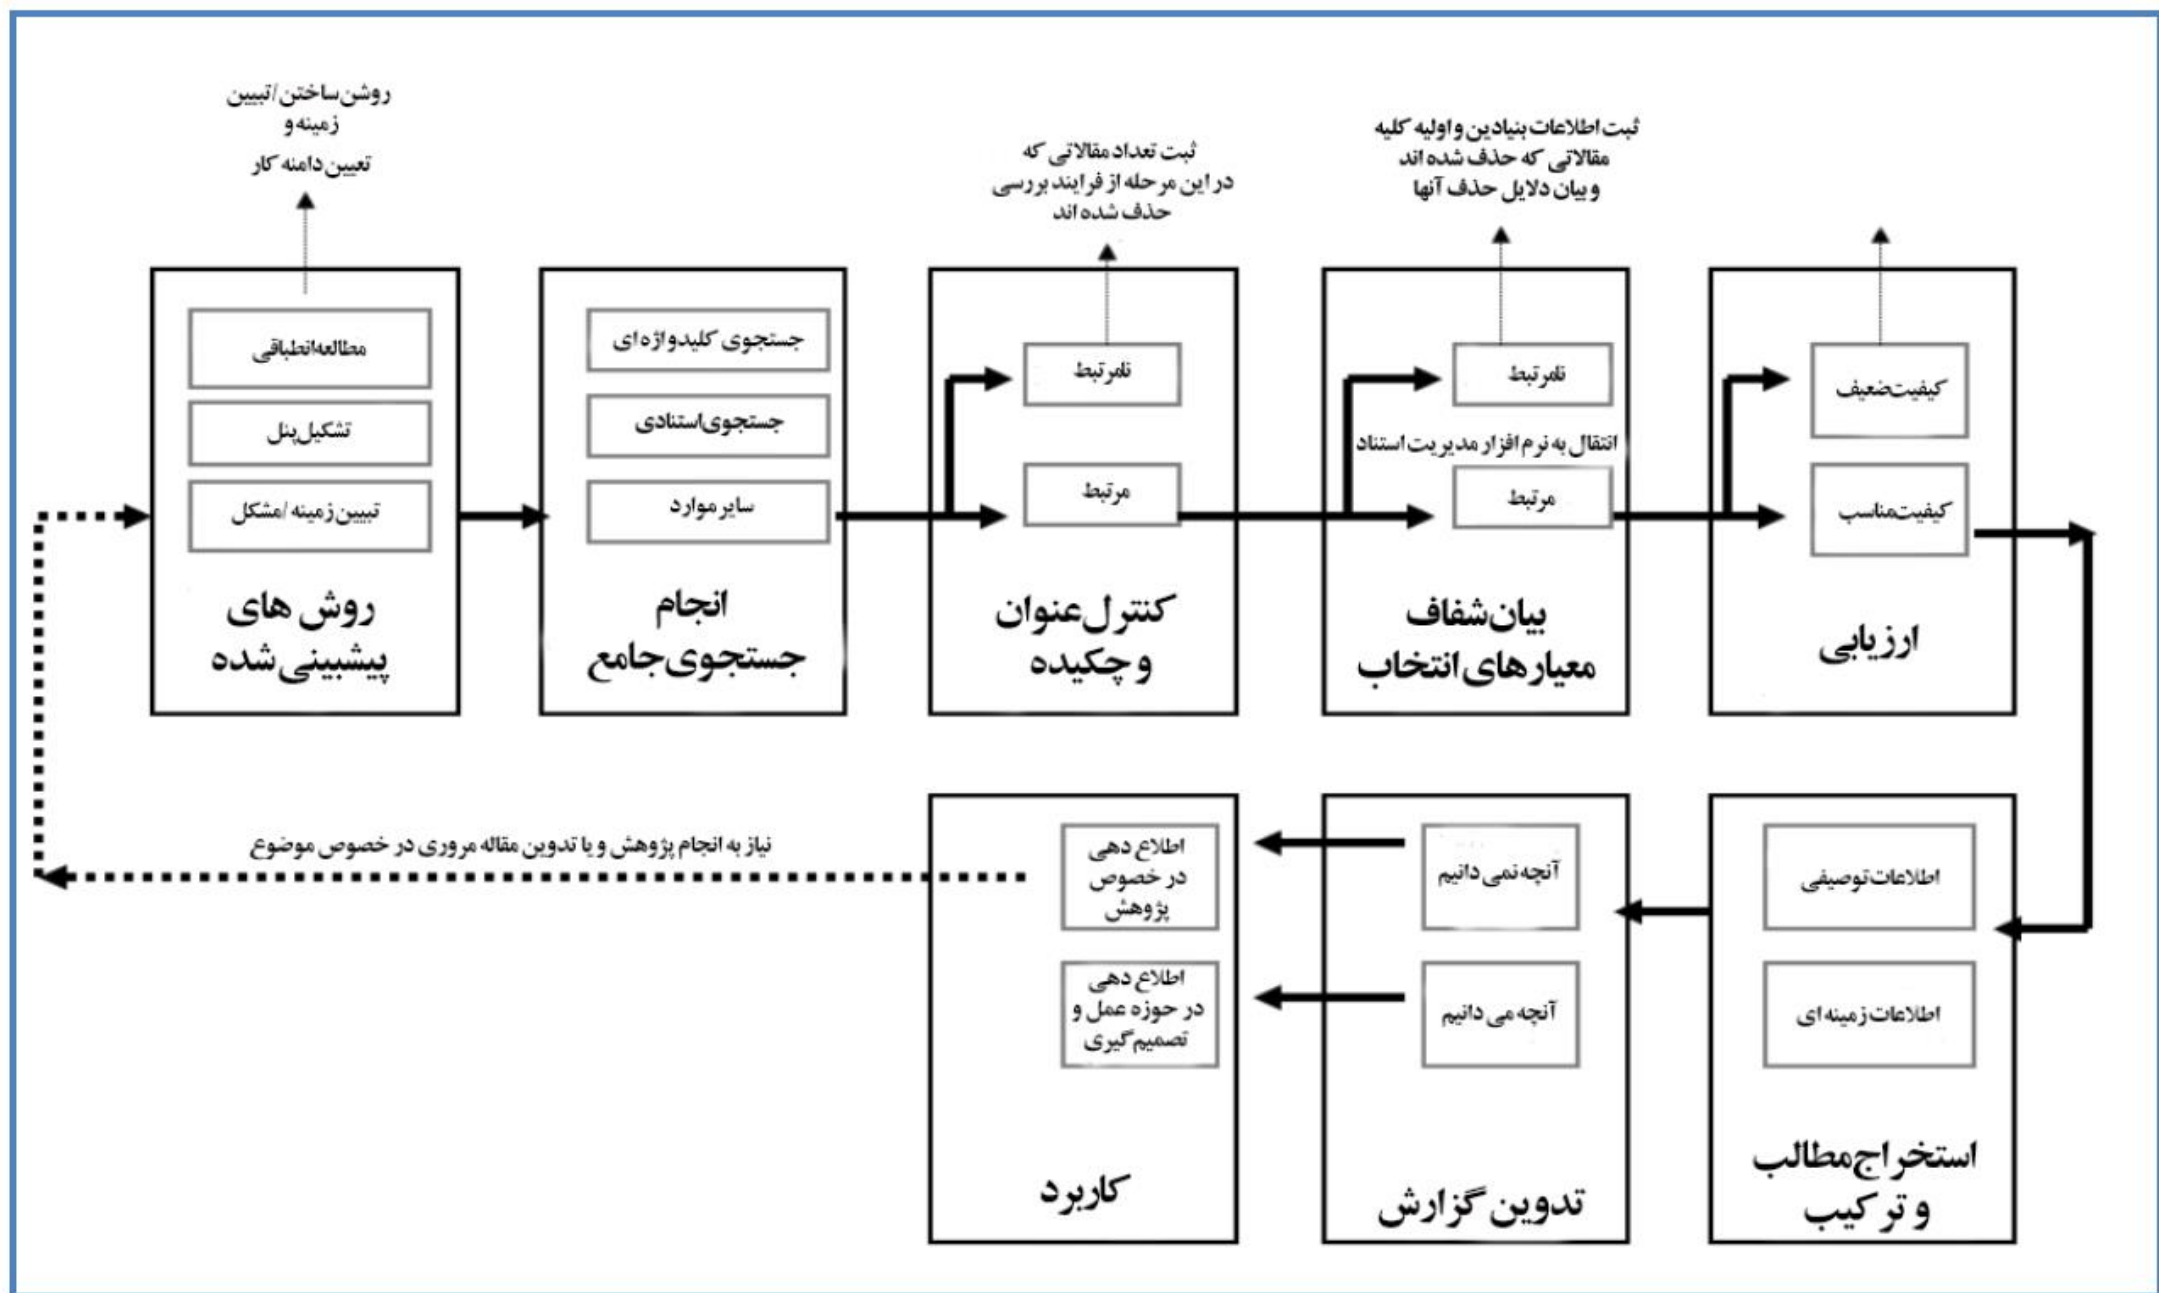 روشن ساختن/تبیین
زمینه و
تعیین دامنه کار
مطالعه انطباقی
تشکیل پنل
تبیین زمینه /مشکل
روش های
پیشبینی شده
جستجوی کلیدواژه ای
جستجوی استنادی
سایر موارد
انجام
جستجوی جامع
ثبت تعداد مقالاتی که
در این مرحله از فرایند بررسی
حذف شده اند
نامرتبط
مرتبط
کنترل عنوان
و چکیده
ثبت اطلاعات بنیادین و اولیه کلیه
مقالاتی که حذف شده اند
و بیان دلایل حذف آنها
نامرتبط
انتقال به نرم افزار مدیریت استناد
مرتبط
بیان شفاف
معیارهای انتخاب
کیفیت ضعیف
کیفیت مناسب
ارزیابی
اطلاعات توصیفی
اطلاعات زمینه ای
استخراج مطالب
و ترکیب
آنچه نمی دانیم
آنچه می دانیم
تدوین گزارش
اطلاع دهی
در خصوص
پژوهش
اطلاع دهی
در حوزه عمل و
تصمیم گیری
کاربرد
نیاز به انجام پژوهش و یا تدوین مقاله مروری در خصوص موضوع